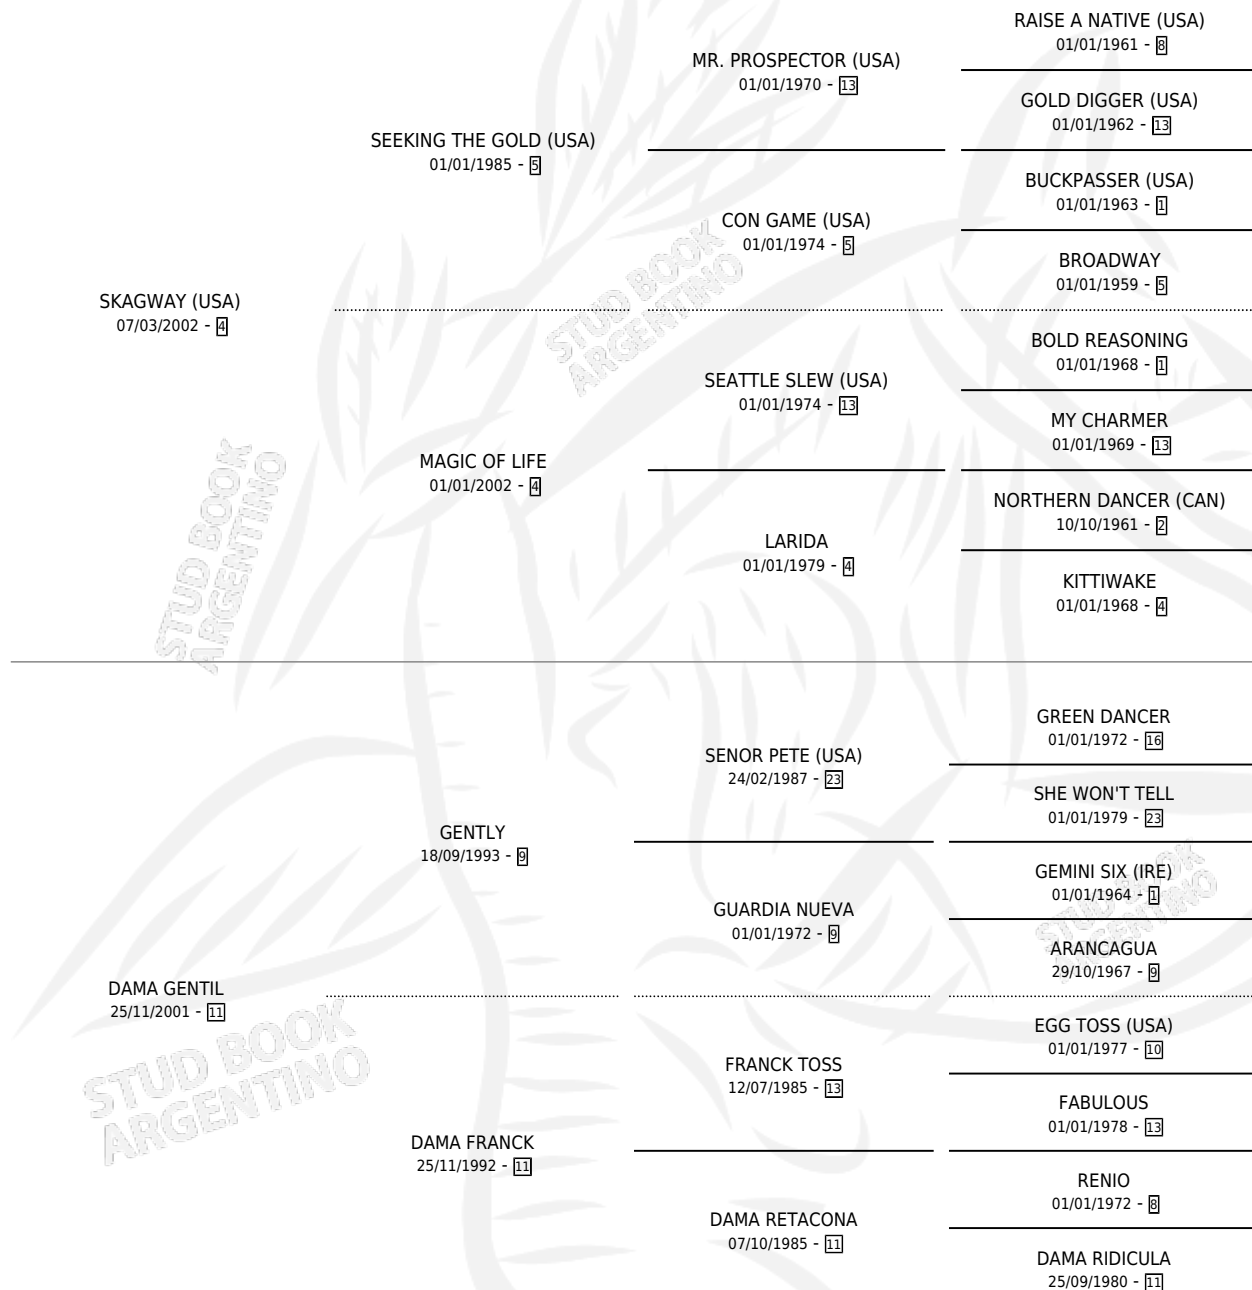 RAISE A NATIVE (USA)
01/01/1961 - 8
MR. PROSPECTOR (USA)
01/01/1970 - 13
GOLD DIGGER (USA)
01/01/1962 - 13
SEEKING THE GOLD (USA)
01/01/1985 - 5
BUCKPASSER (USA)
01/01/1963 - 1
CON GAME (USA)
01/01/1974 - 5
BROADWAY
01/01/1959 - 5
SKAGWAY (USA)
07/03/2002 - 4
STUD BOOK
ARGENTINO
BOLD REASONING
01/01/1968 - 1
SEATTLE SLEW (USA)
01/01/1974 - 13
MY CHARMER
01/01/1969 - 13
MAGIC OF LIFE
01/01/2002 - 4
NORTHERN DANCER (CAN)
10/10/1961 - 2
LARIDA
01/01/1979 - 4
KITTIWAKE
01/01/1968 - 4
STUD BOOK
ARGENTINO
GREEN DANCER
01/01/1972 - 16
SENOR PETE (USA)
24/02/1987 - 23
SHE WON'T TELL
01/01/1979 - 23
GENTLY
18/09/1993 - 9
GEMINI SIX (IRE)
01/01/1964 - 1
GUARDIA NUEVA
01/01/1972 - 9
STUD BOOK
ARGENTINO
ARANCAGUA
29/10/1967 - 9
DAMA GENTIL
25/11/2001 - 11
EGG TOSS (USA)
01/01/1977 - 10
FRANCK TOSS
12/07/1985 - 13
STUD BOOK
ARGENTINO
FABULOUS
01/01/1978 - 13
DAMA FRANCK
25/11/1992 - 11
RENIO
01/01/1972 - 8
DAMA RETACONA
07/10/1985 - 11
DAMA RIDICULA
25/09/1980 - 11